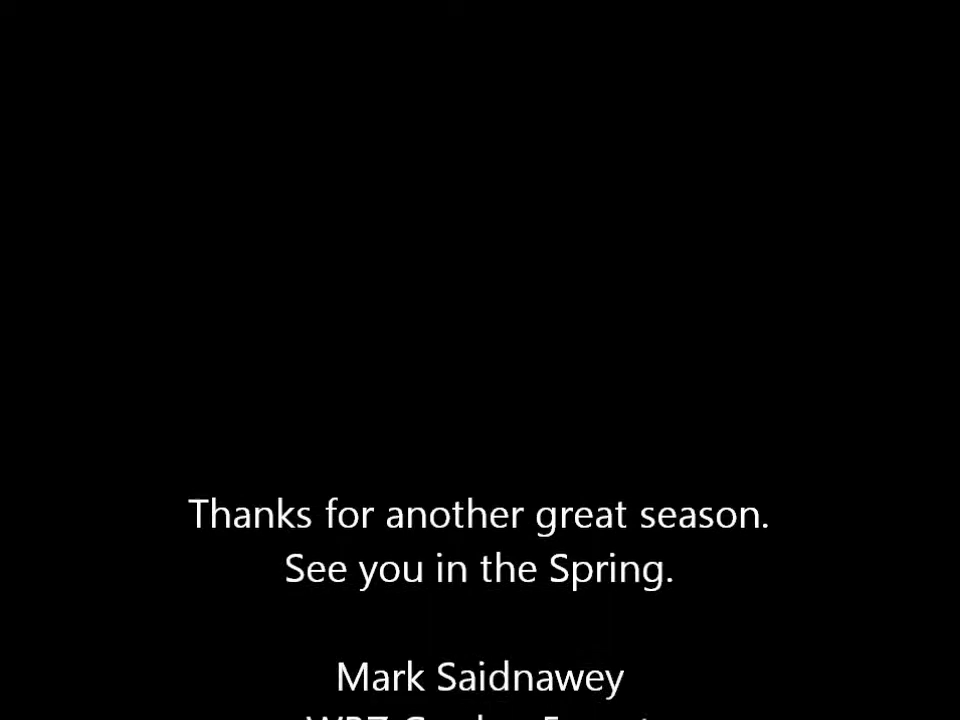 Thanks for another great season.
See you in the Spring.
Mark Saidnawey